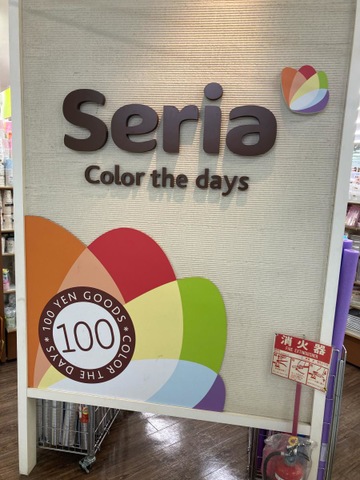 Seria
Color the days
100 YEN GOODS * COLOR THE DAYS *
100
消火器